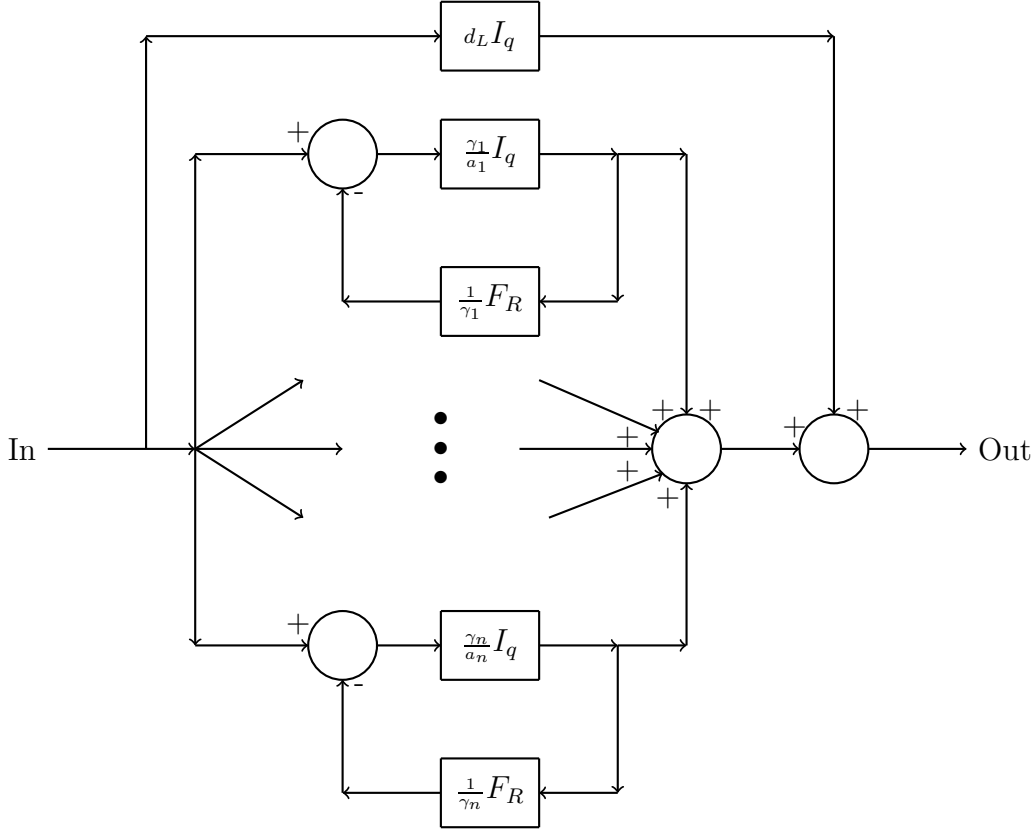 d_L I_q
+
γ_1/a_1 I_q
-
1/γ_1 F_R
+ +
+
+
+
In
+
+
Out
+
+
γ_n/a_n I_q
-
1/γ_n F_R